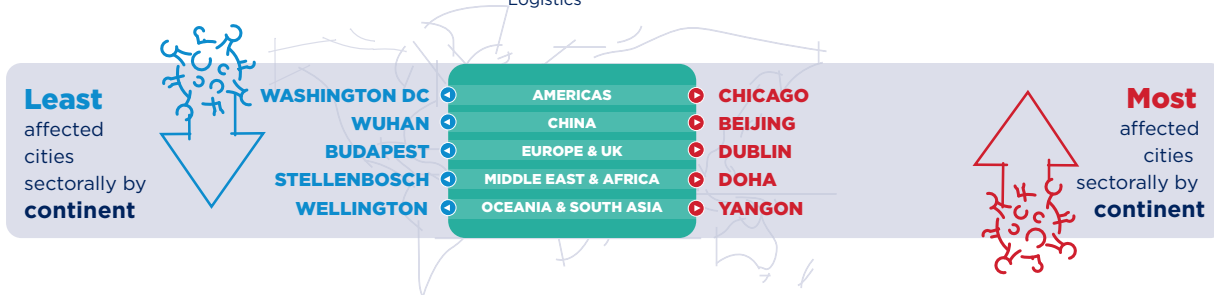 Logistics
Least
affected
cities
sectorally by
continent
WASHINGTON DC AMERICAS CHICAGO
WUHAN CHINA BEIJING
BUDAPEST EUROPE & UK DUBLIN
STELLENBOSCH MIDDLE EAST & AFRICA DOHA
WELLINGTON OCEANIA & SOUTH ASIA YANGON
Most
affected
cities
sectorally by
continent